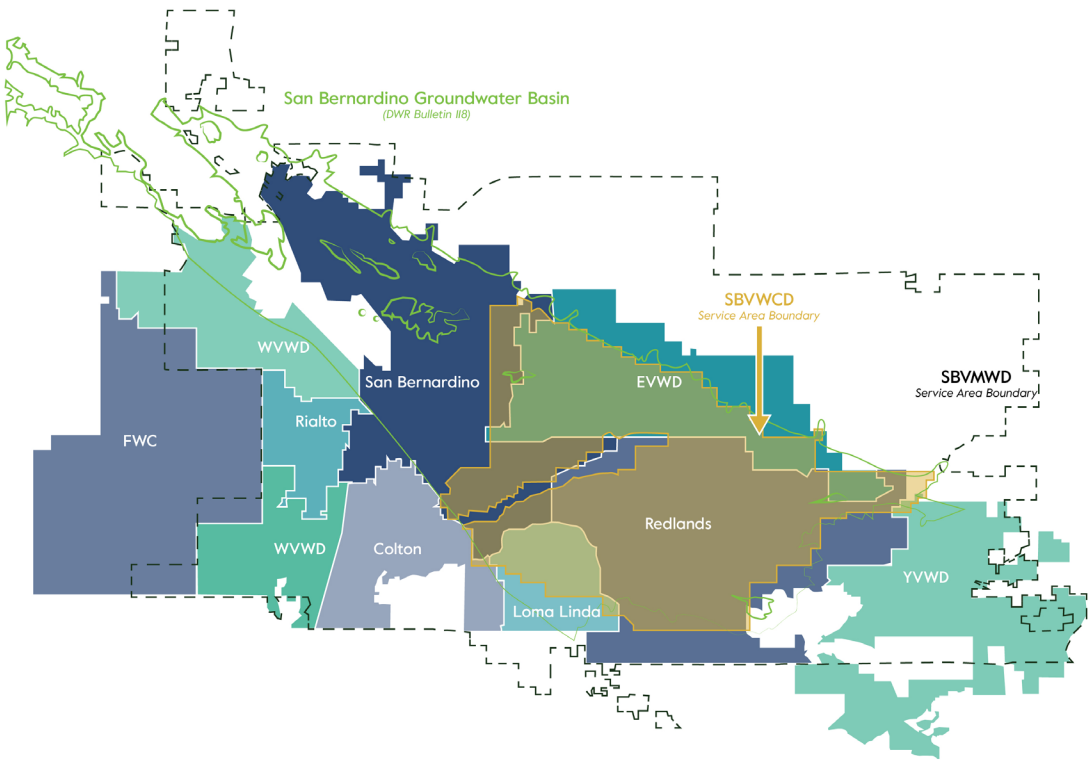 San Bernardino Groundwater Basin
(DWR Bulletin 118)
SBVWCD
Service Area Boundary
WVWD
San Bernardino
EVWD
SBVMWD
Service Area Boundary
Rialto
FWC
Redlands
WVWD
Colton
YVWD
Loma Linda